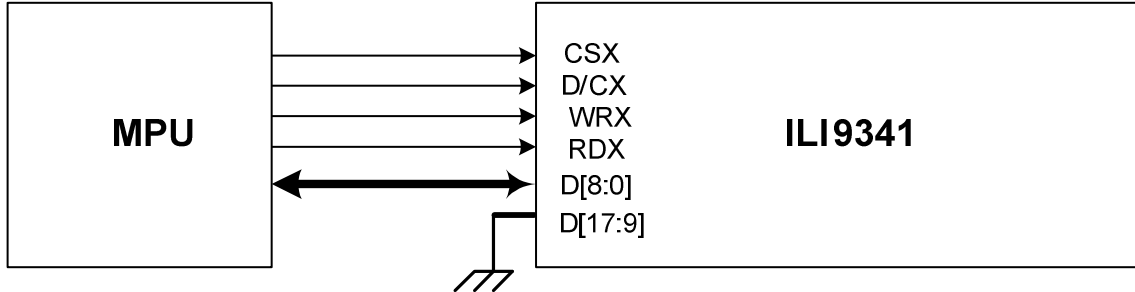 MPU
CSX
D/CX
WRX
RDX
D[8:0]
D[17:9]
ILI9341